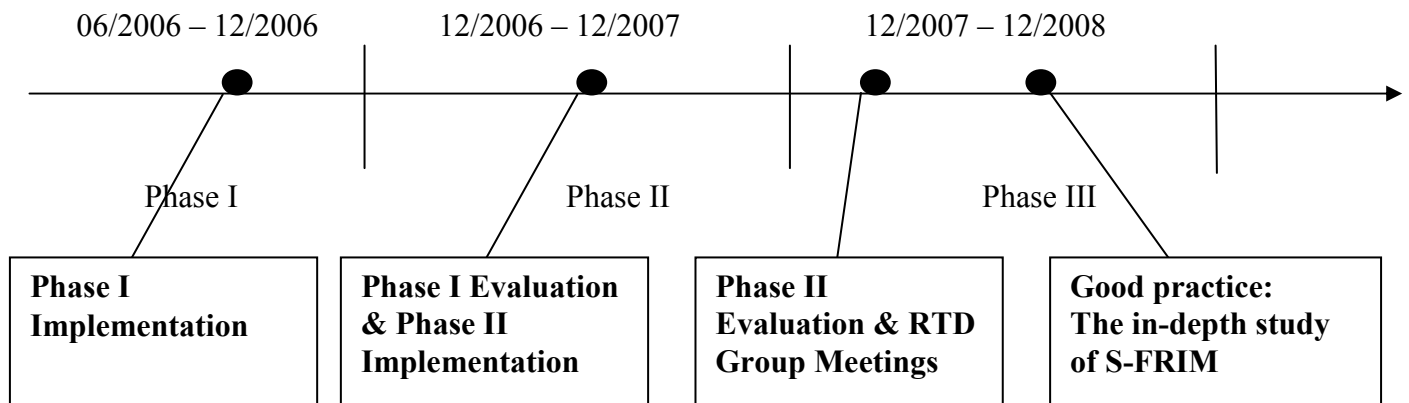 06/2006 – 12/2006
12/2006 – 12/2007
12/2007 – 12/2008
Phase I
Phase II
Phase III
Phase I
Implementation
Phase I Evaluation
& Phase II
Implementation
Phase II
Evaluation & RTD
Group Meetings
Good practice:
The in-depth study
of S-FRIM